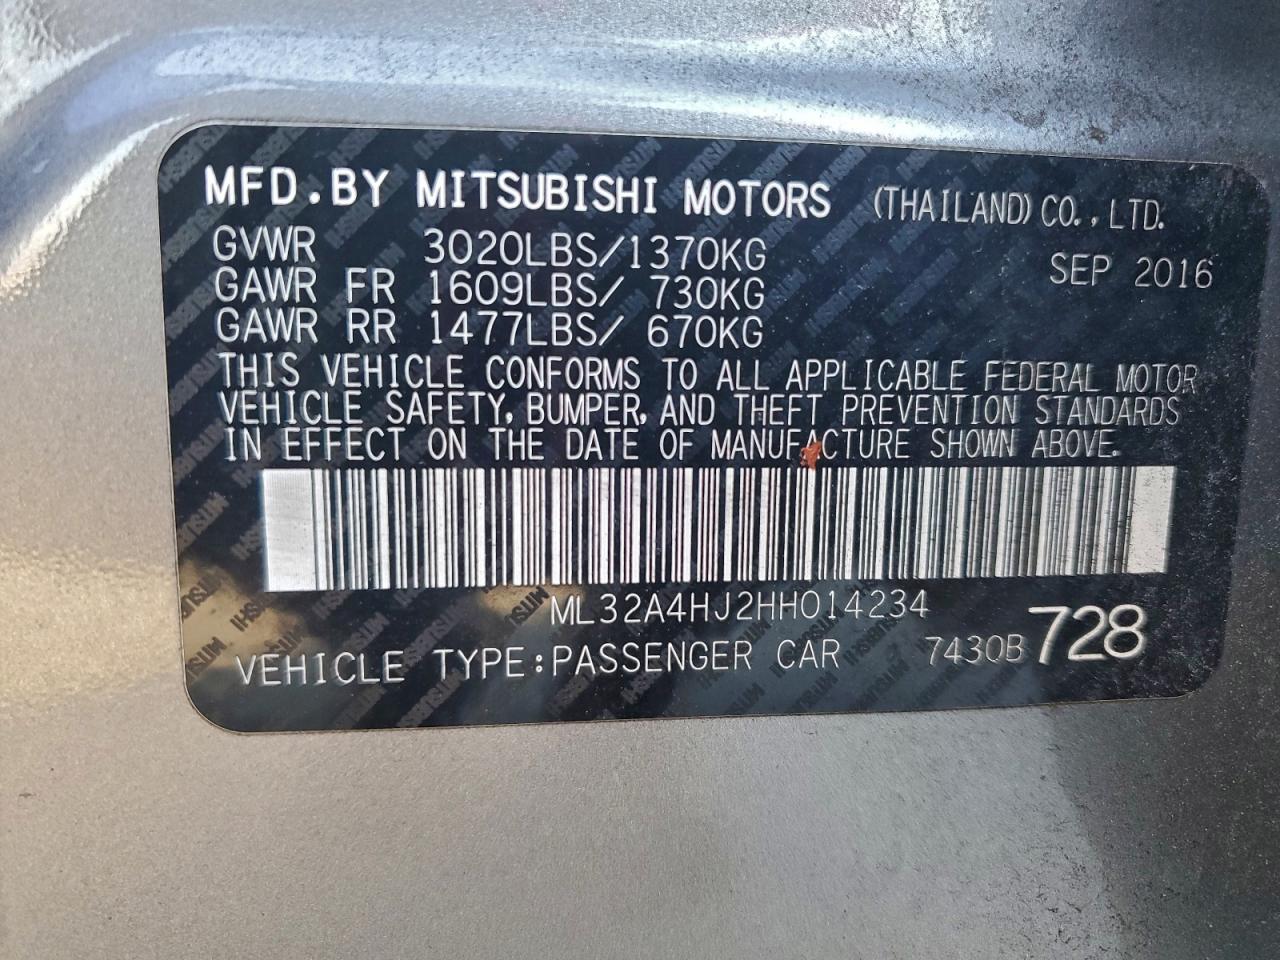 MFD.BY MITSUBISHI MOTORS (THAILAND) CO.,LTD.
GVWR 3020LBS/1370KG SEP 2016
GAWR FR 1609LBS/ 730KG
GAWR RR 1477LBS/ 670KG
THIS VEHICLE CONFORMS TO ALL APPLICABLE FEDERAL MOTOR
VEHICLE SAFETY, BUMPER, AND THEFT PREVENTION STANDARDS
IN EFFECT ON THE DATE OF MANUFACTURE SHOWN ABOVE.
ML32A4HJ2HH014234
VEHICLE TYPE:PASSENGER CAR 7430B 728